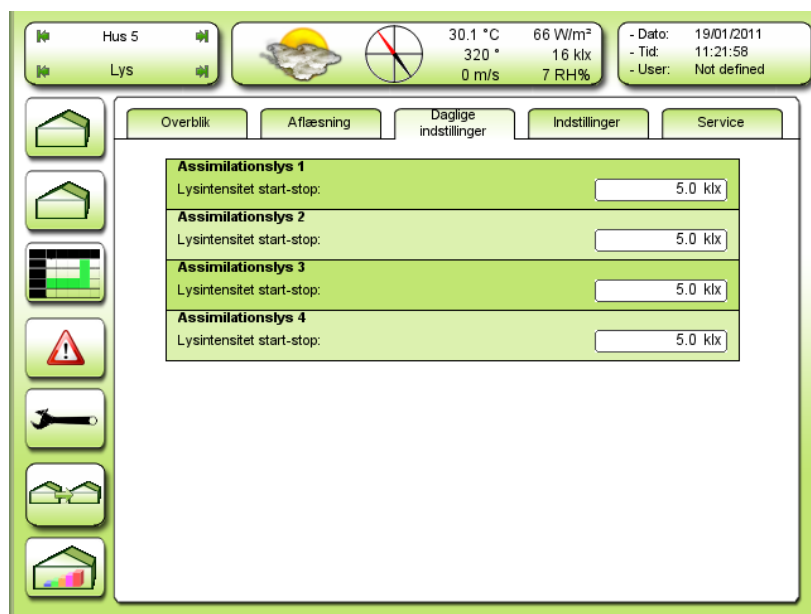 Hus 5
Lys
30.1 °C 66 W/m²
320 ° 16 klx
0 m/s 7 RH%
- Dato: 19/01/2011
- Tid: 11:21:58
- User: Not defined
Overblik
Aflæsning
Daglige
indstillinger
Indstillinger
Service
Assimilationslys 1
Lysintensitet start-stop: 5.0 klx
Assimilationslys 2
Lysintensitet start-stop: 5.0 klx
Assimilationslys 3
Lysintensitet start-stop: 5.0 klx
Assimilationslys 4
Lysintensitet start-stop: 5.0 klx